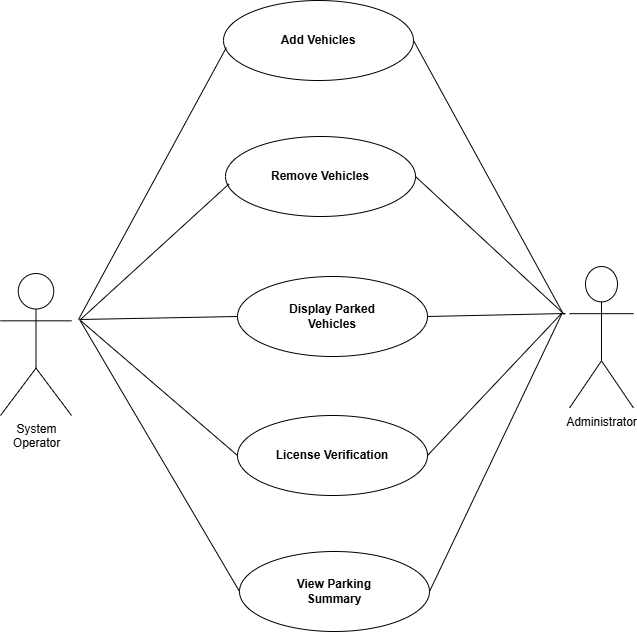 Add Vehicles
Remove Vehicles
Display Parked
Vehicles
System
Operator
Administrator
License Verification
View Parking
Summary